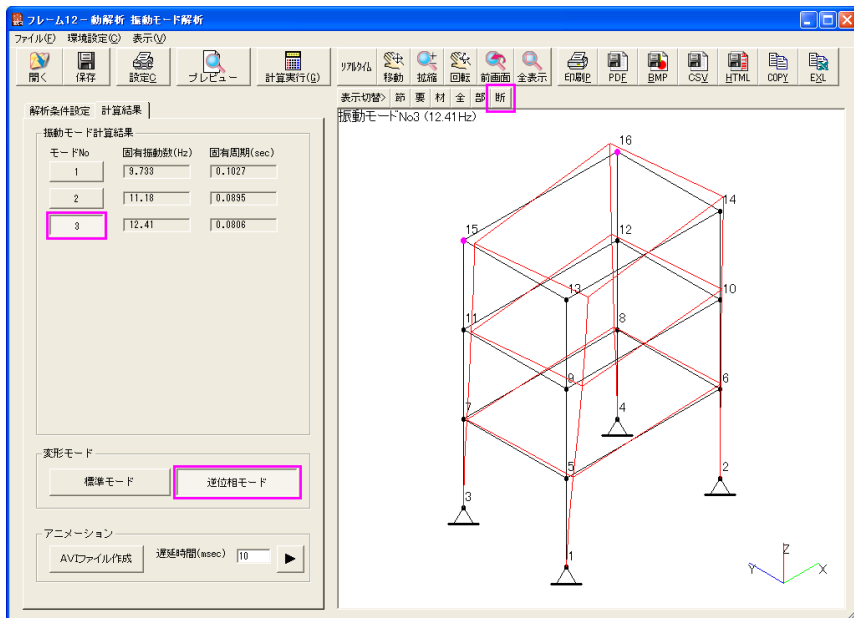 フレーム12－動解析 振動モード解析
ファイル(F) 環境設定(C) 表示(V)
開く 保存 設定C プレビュー 計算実行(G) リアルタイム 移動 拡縮 回転 前画面 全表示 印刷P PDF BMP CSV HTML COPY EXL
表示切替> 節 要 材 全 部 断
解析条件設定 計算結果
振動モード計算結果
モードNo 固有振動数(Hz) 固有周期(sec)
1 9.733 0.1027
2 11.18 0.0895
3 12.41 0.0806
変形モード
標準モード 逆位相モード
アニメーション
AVIファイル作成 遅延時間(msec) 10
振動モードNo3 (12.41Hz)
16
14
15
12
13
10
11
8
9
6
7
4
5
2
3
1
Z
Y
X